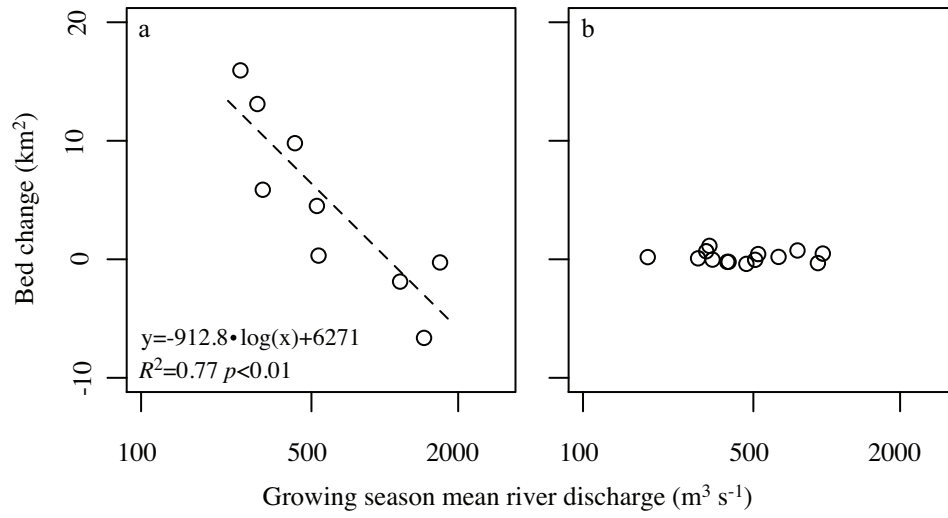 a
b
20
10
0
-10
Bed change (km²)
y=-912.8•log(x)+6271
R²=0.77 p<0.01
100 500 2000
100 500 2000
Growing season mean river discharge (m³ s⁻¹)